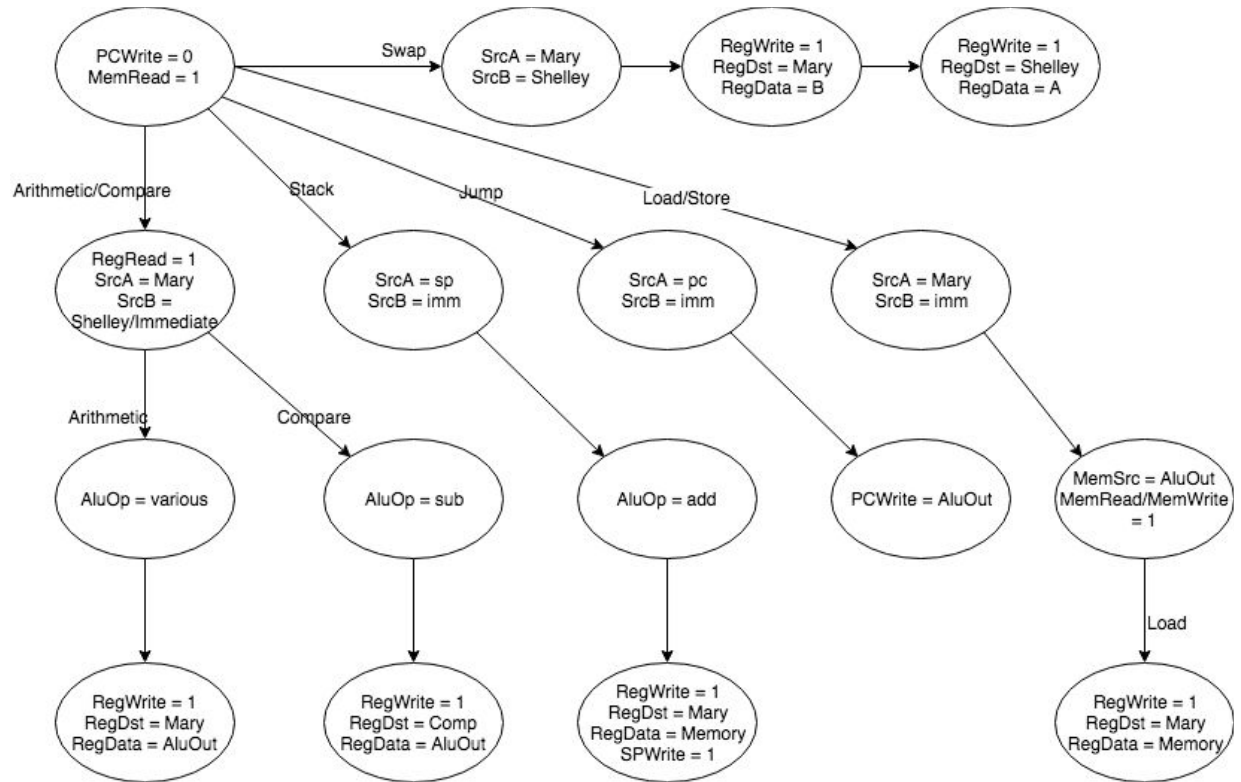 PCWrite = 0
MemRead = 1
Swap
SrcA = Mary
SrcB = Shelley
RegWrite = 1
RegDst = Mary
RegData = B
RegWrite = 1
RegDst = Shelley
RegData = A
Arithmetic/Compare
Stack
Jump
Load/Store
RegRead = 1
SrcA = Mary
SrcB =
Shelley/Immediate
SrcA = sp
SrcB = imm
SrcA = pc
SrcB = imm
SrcA = Mary
SrcB = imm
Arithmetic
Compare
AluOp = various
AluOp = sub
AluOp = add
PCWrite = AluOut
MemSrc = AluOut
MemRead/MemWrite
= 1
Load
RegWrite = 1
RegDst = Mary
RegData = AluOut
RegWrite = 1
RegDst = Comp
RegData = AluOut
RegWrite = 1
RegDst = Mary
RegData = Memory
SPWrite = 1
RegWrite = 1
RegDst = Mary
RegData = Memory